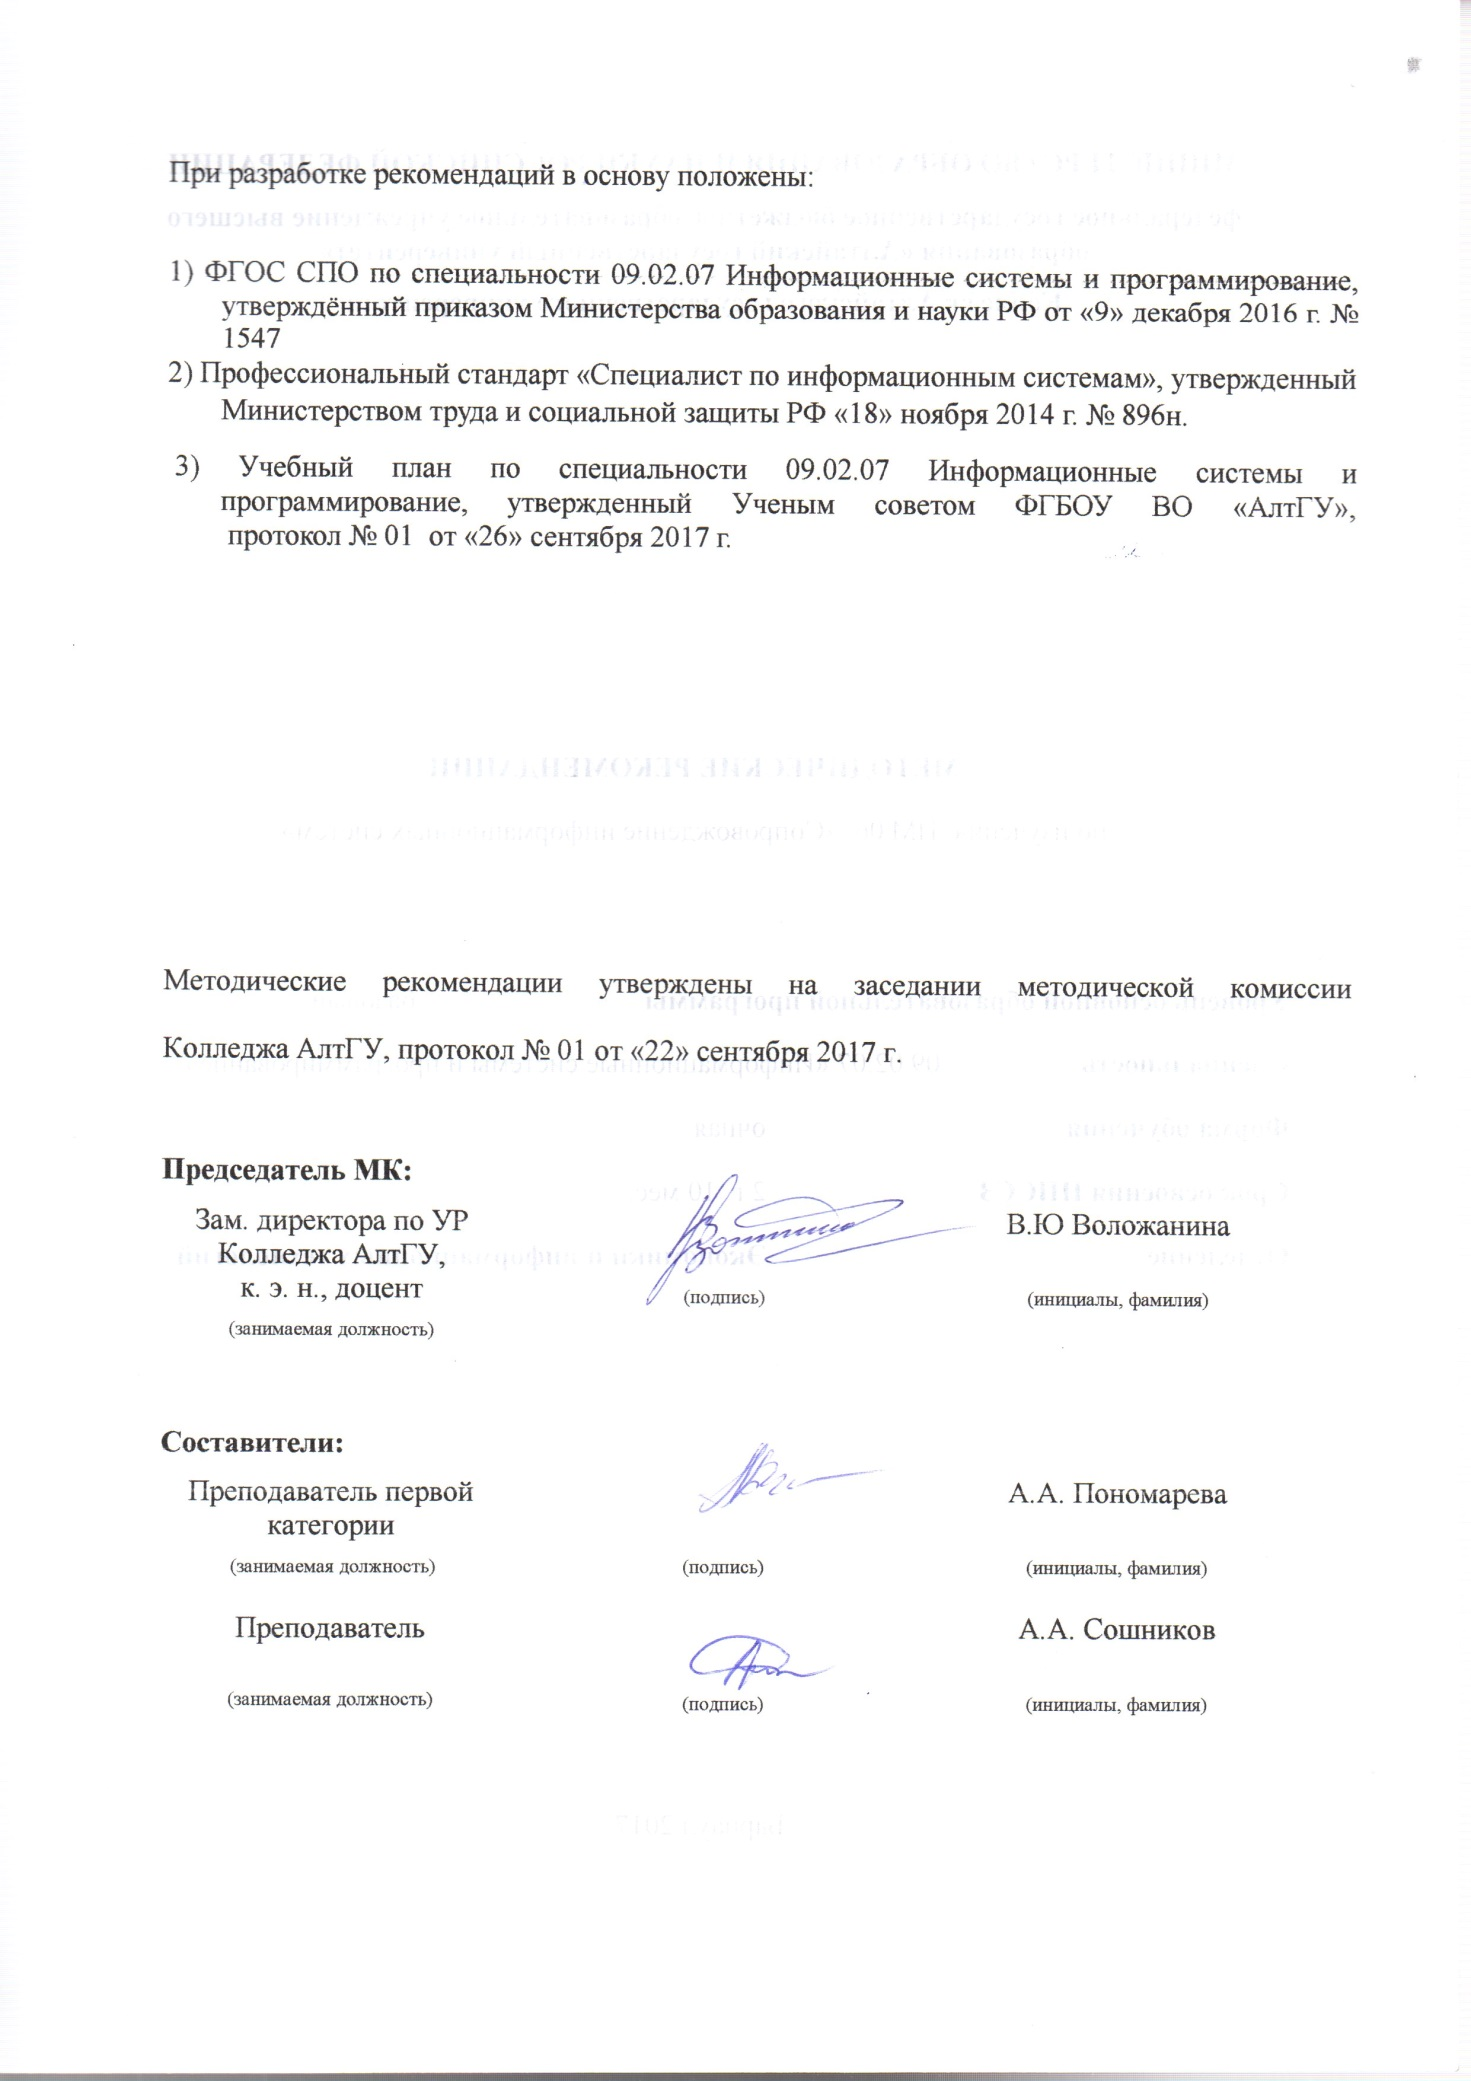 При разработке рекомендаций в основу положены:
1) ФГОС СПО по специальности 09.02.07 Информационные системы и программирование,
утверждённый приказом Министерства образования и науки РФ от «9» декабря 2016 г. №
1547
2) Профессиональный стандарт «Специалист по информационным системам», утвержденный
Министерством труда и социальной защиты РФ «18» ноября 2014 г. № 896н.
3) Учебный план по специальности 09.02.07 Информационные системы и
программирование, утвержденный Ученым советом ФГБОУ ВО «АлтГУ»,
протокол № 01 от «26» сентября 2017 г.
Методические рекомендации утверждены на заседании методической комиссии
Колледжа АлтГУ, протокол № 01 от «22» сентября 2017 г.
Председатель МК:
Зам. директора по УР
Колледжа АлтГУ,
к. э. н., доцент
(занимаемая должность)
(подпись)
В.Ю Воложанина
(инициалы, фамилия)
Составители:
Преподаватель первой
категории
(занимаемая должность)
(подпись)
А.А. Пономарева
(инициалы, фамилия)
Преподаватель
(занимаемая должность)
(подпись)
А.А. Сошников
(инициалы, фамилия)